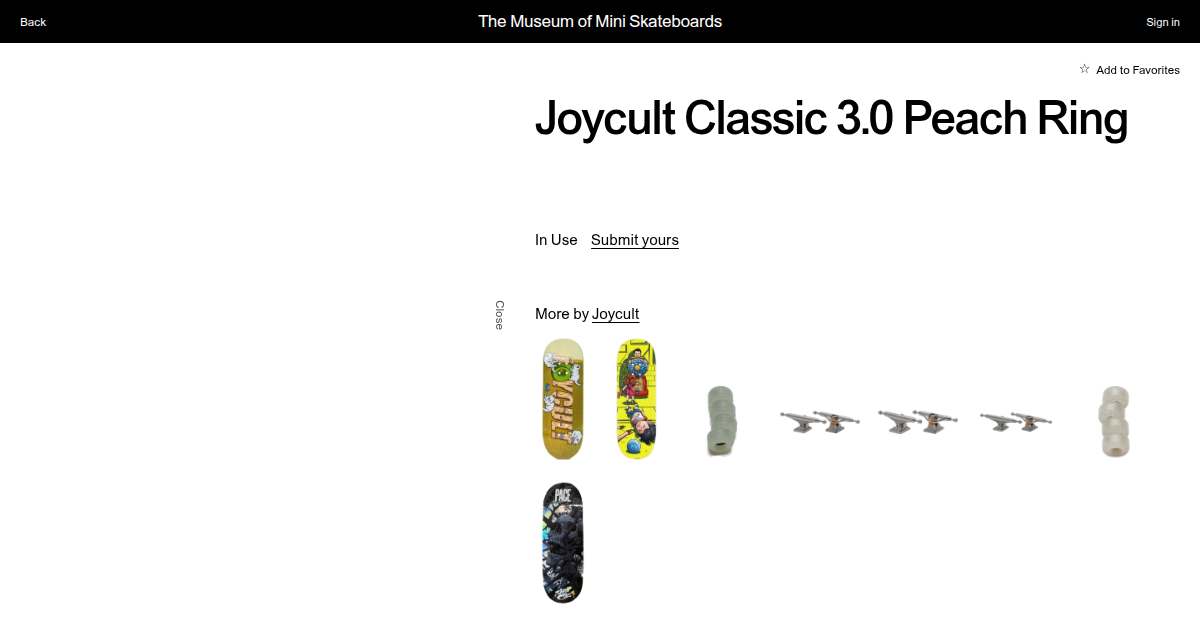 Back
The Museum of Mini Skateboards
Sign in
☆ Add to Favorites
Joycult Classic 3.0 Peach Ring
In Use Submit yours
Close
More by Joycult
JOYCULT
PACE